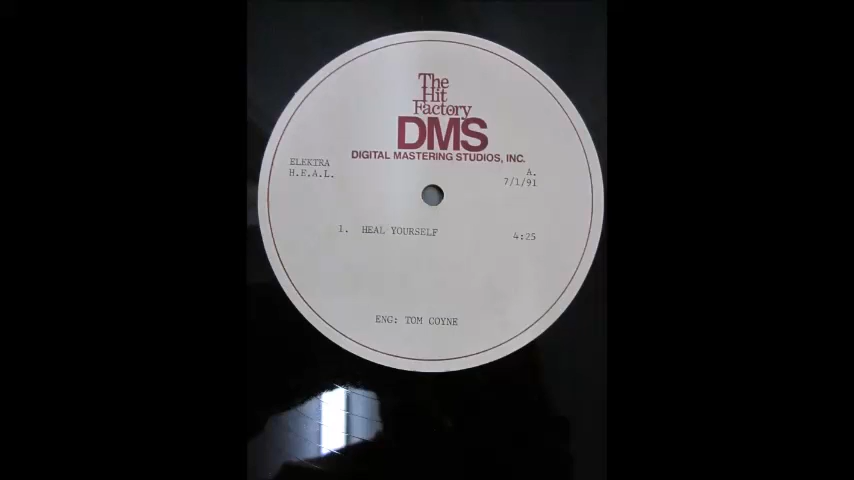 The
Hit
Factory
DMS
DIGITAL MASTERING STUDIOS, INC.
ELEKTRA
H.E.A.L.
A.
7/1/91
1. HEAL YOURSELF 4:25
ENG: TOM COYNE